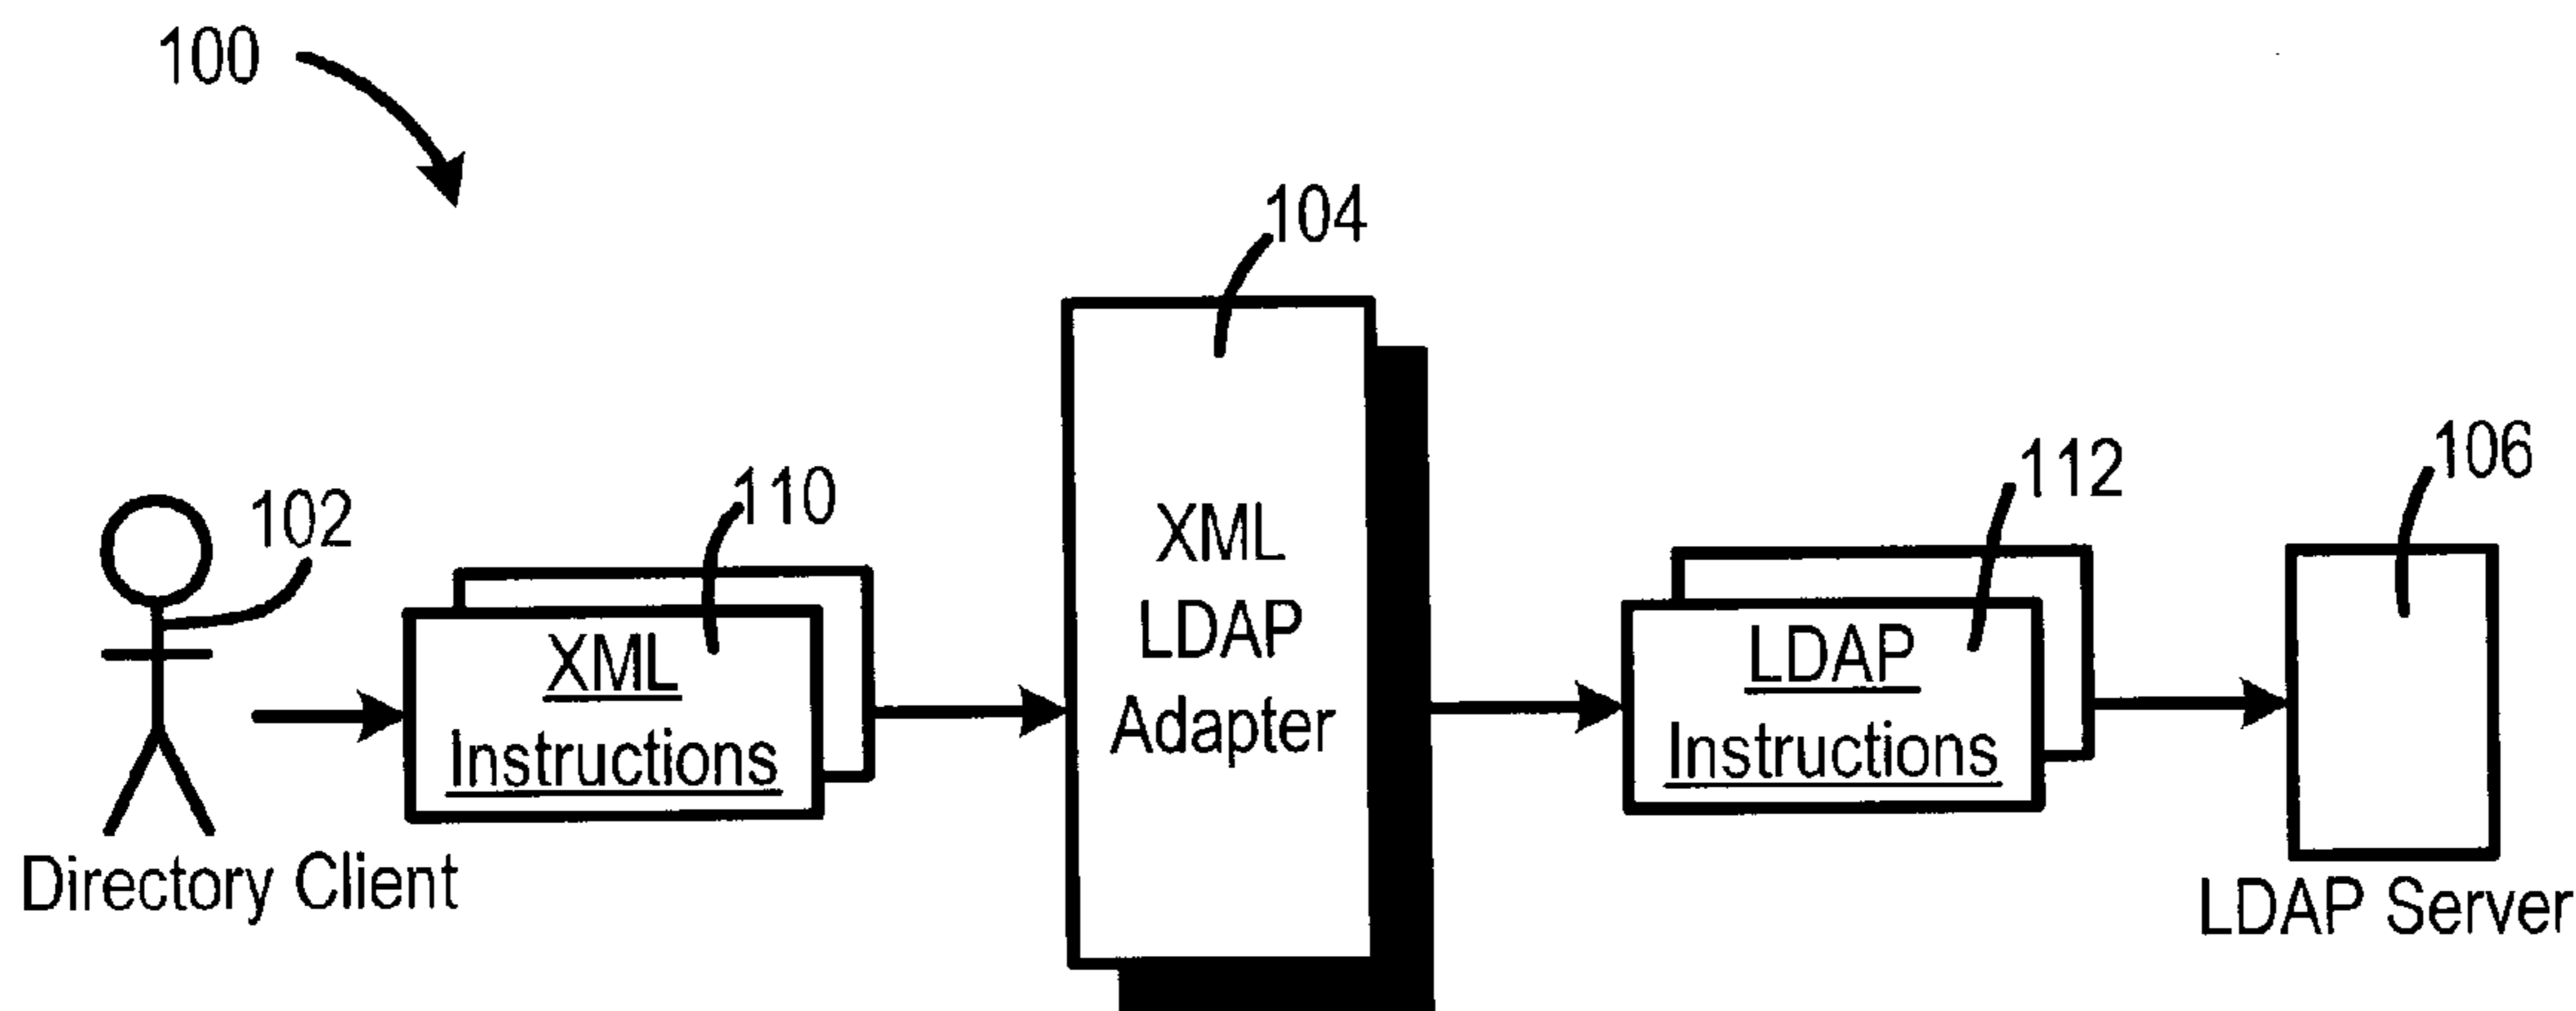 100
104
102
110
112
106
XML
Instructions
XML
LDAP
Adapter
LDAP
Instructions
Directory Client
LDAP Server